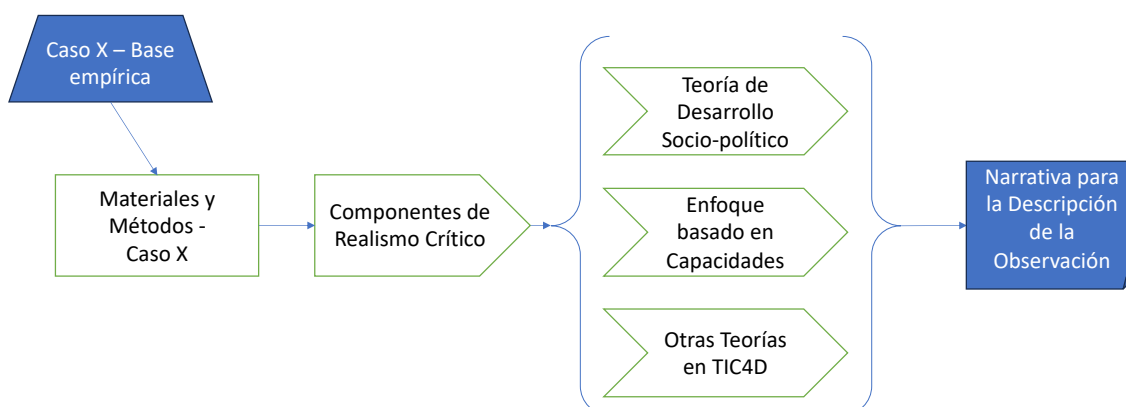 Caso X – Base
empírica
Materiales y
Métodos -
Caso X
Componentes de
Realismo Crítico
Teoría de
Desarrollo
Socio-político
Enfoque
basado en
Capacidades
Otras Teorías
en TIC4D
Narrativa para
la Descripción
de la
Observación